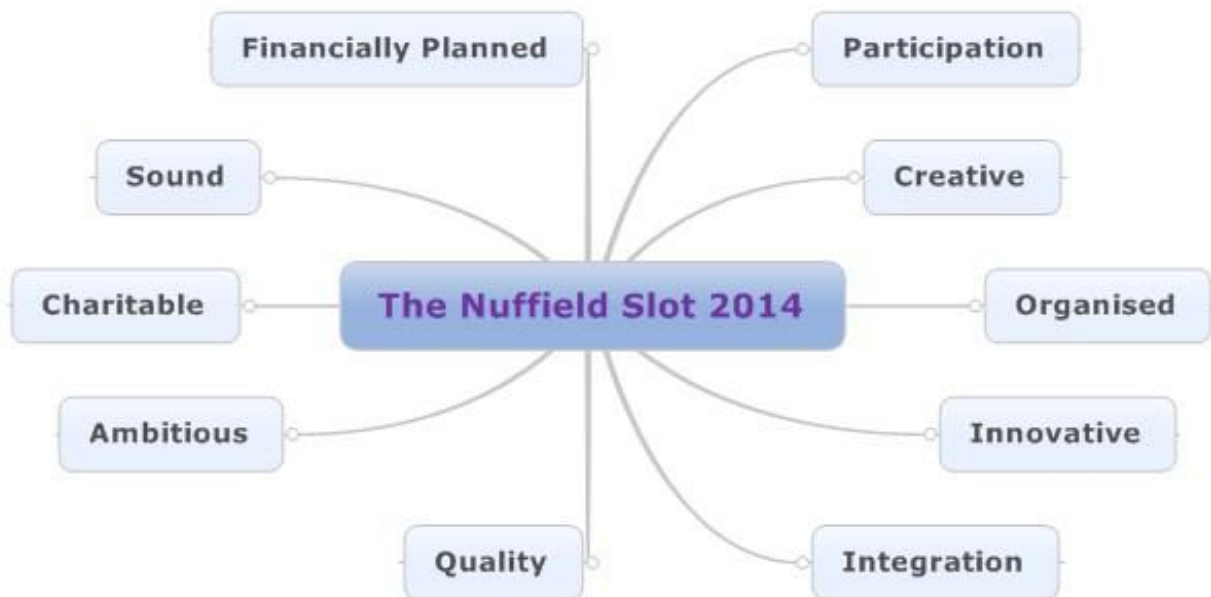 Financially Planned
Participation
Sound
Creative
The Nuffield Slot 2014
Charitable
Organised
Ambitious
Innovative
Quality
Integration